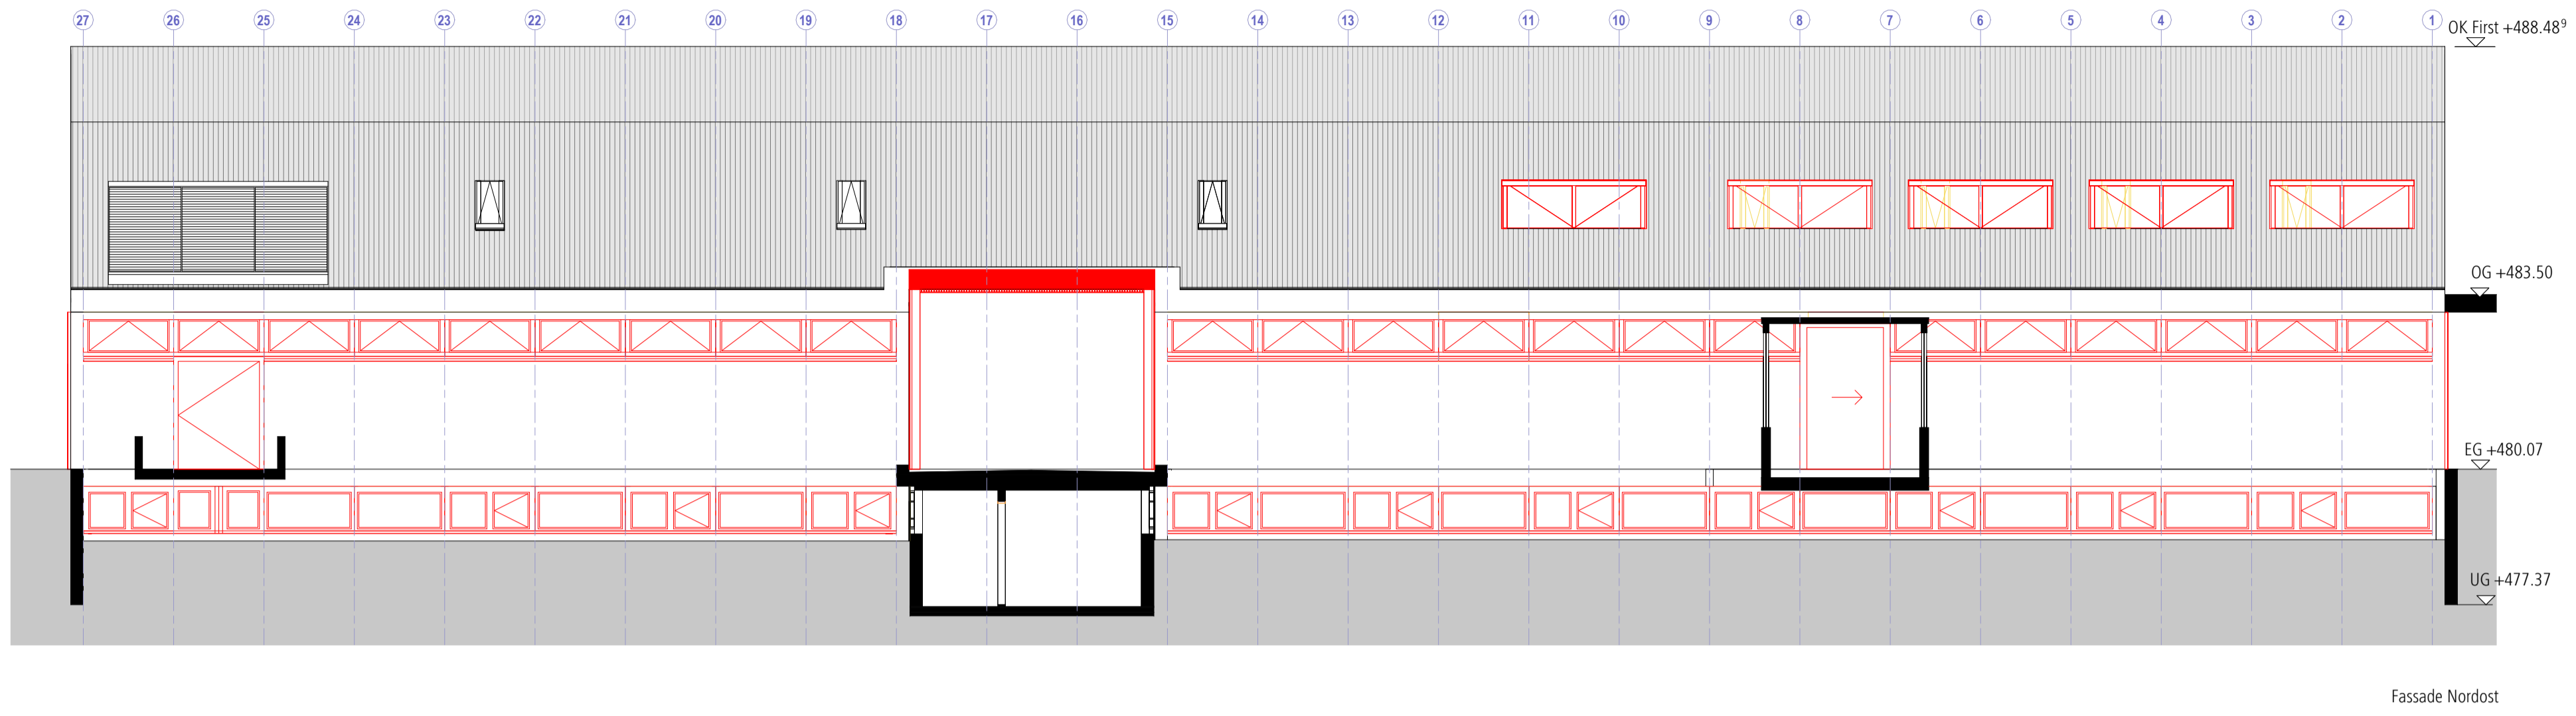 27 26 25 24 23 22 21 20 19 18 17 16 15 14 13 12 11 10 9 8 7 6 5 4 3 2 1
OK First +488.48⁹
OG +483.50
EG +480.07
UG +477.37
Fassade Nordost